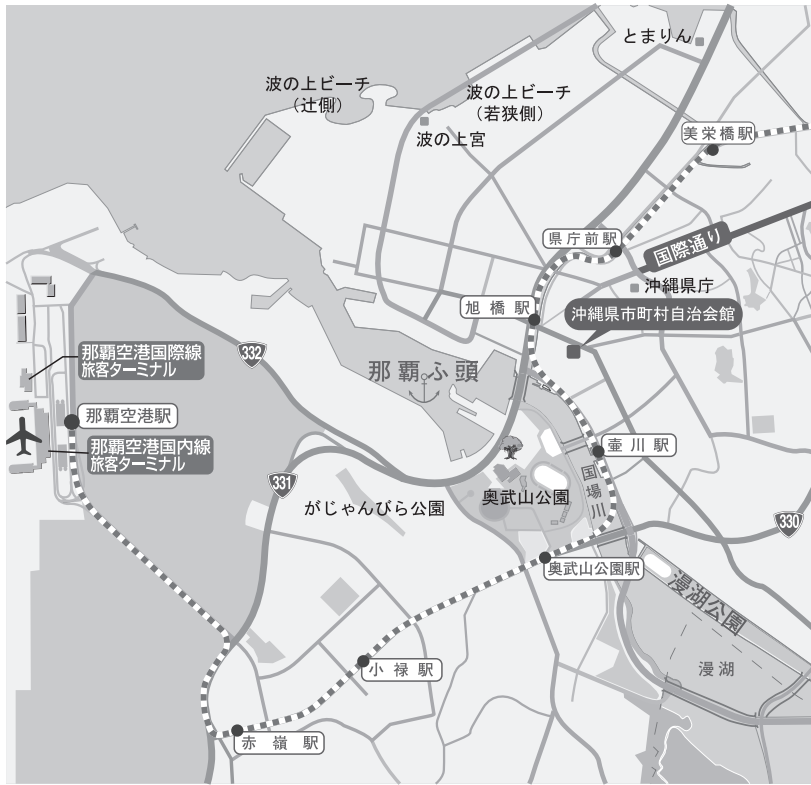 とまりん
波の上ビーチ
（辻側）
波の上ビーチ
（若狭側）
波の上宮
美栄橋駅
県庁前駅
国際通り
沖縄県庁
旭橋駅
沖縄県市町村自治会館
332
那覇ふ頭
那覇空港国際線
旅客ターミナル
那覇空港駅
那覇空港国内線
旅客ターミナル
壷川駅
331
がじゃんびら公園
奥武山公園
国場川
330
奥武山公園駅
漫湖公園
漫湖
小禄駅
赤嶺駅